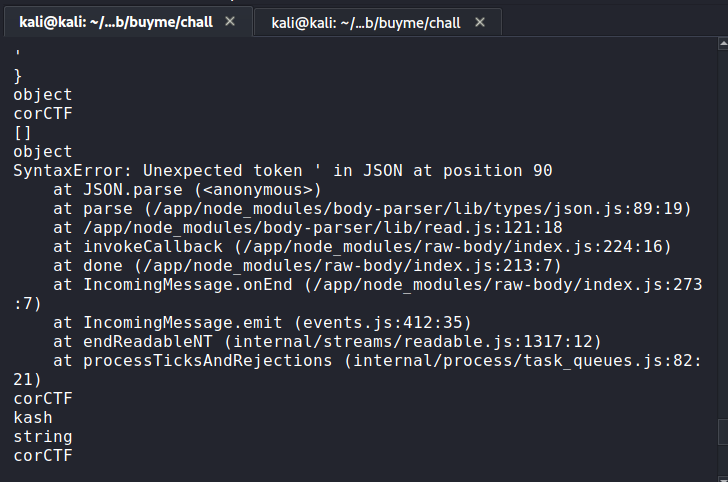 kali@kali: ~/...b/buyme/chall × kali@kali: ~/...b/buyme/chall ×
'
}
object
corCTF
[]
object
SyntaxError: Unexpected token ' in JSON at position 90
    at JSON.parse (<anonymous>)
    at parse (/app/node_modules/body-parser/lib/types/json.js:89:19)
    at /app/node_modules/body-parser/lib/read.js:121:18
    at invokeCallback (/app/node_modules/raw-body/index.js:224:16)
    at done (/app/node_modules/raw-body/index.js:213:7)
    at IncomingMessage.onEnd (/app/node_modules/raw-body/index.js:273
:7)
    at IncomingMessage.emit (events.js:412:35)
    at endReadableNT (internal/streams/readable.js:1317:12)
    at processTicksAndRejections (internal/process/task_queues.js:82:
21)
corCTF
kash
string
corCTF